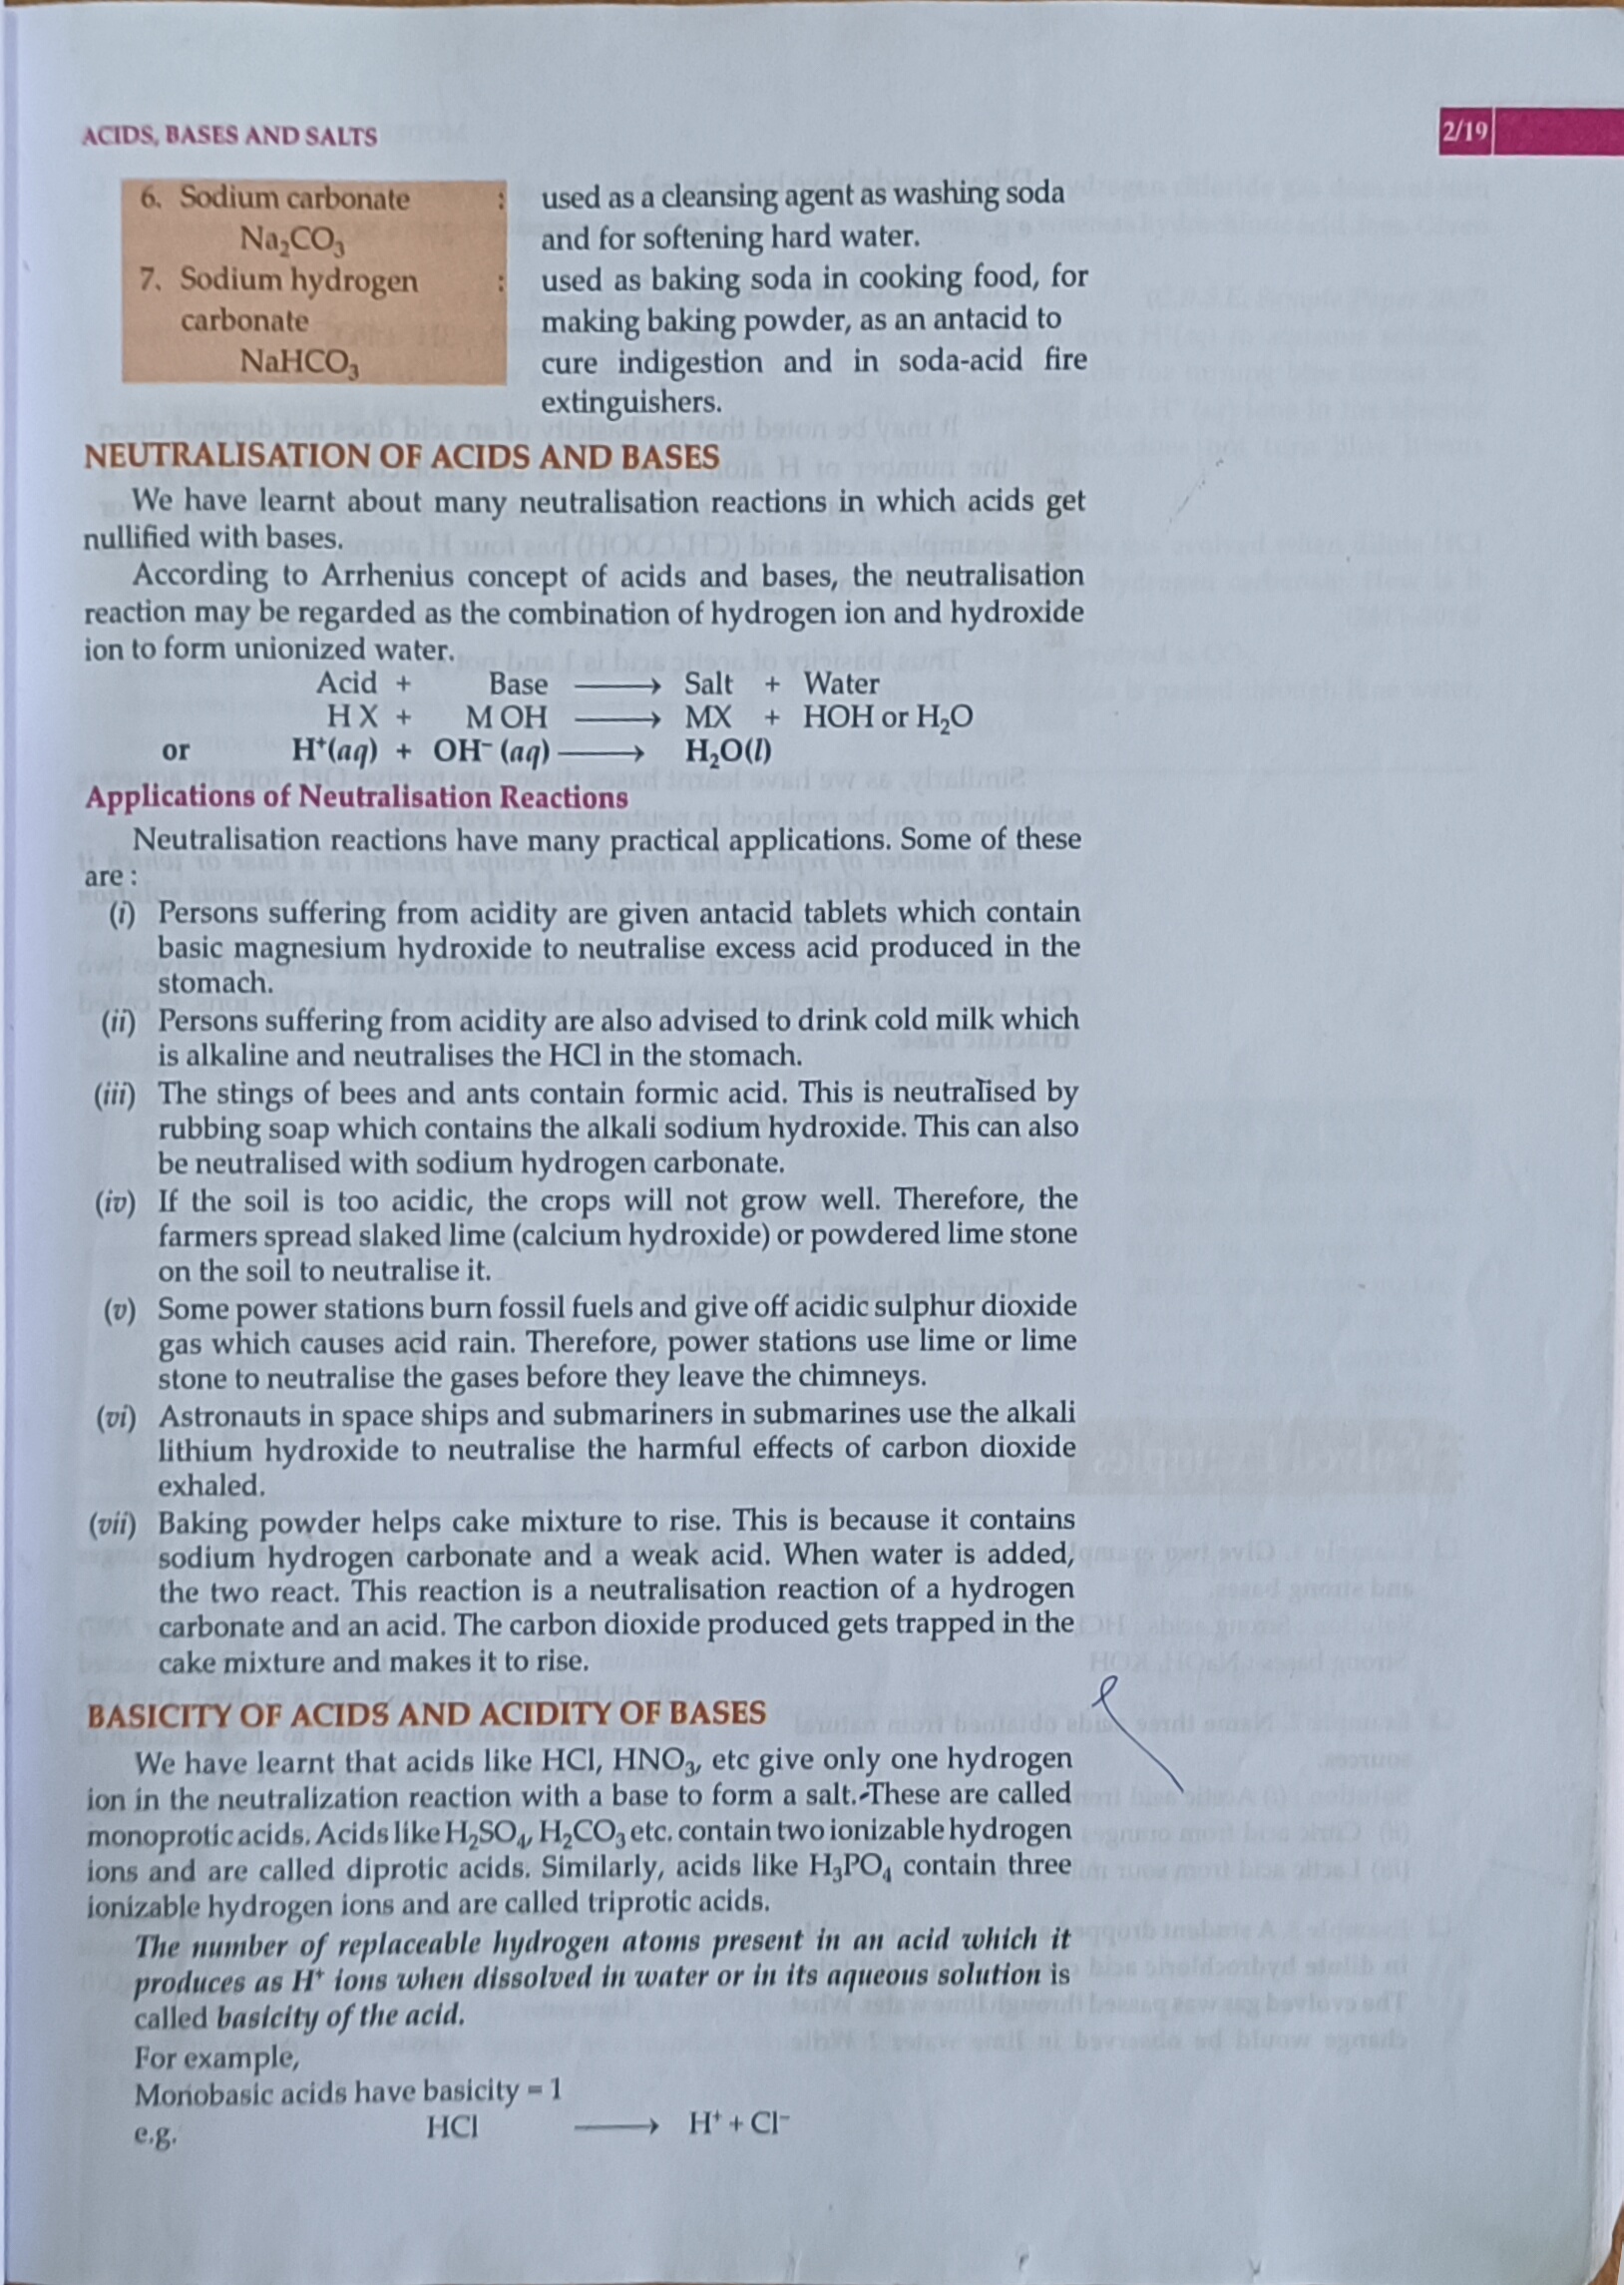 ACIDS, BASES AND SALTS
2/19
6. Sodium carbonate : used as a cleansing agent as washing soda
Na₂CO₃ and for softening hard water.
7. Sodium hydrogen : used as baking soda in cooking food, for
carbonate making baking powder, as an antacid to
NaHCO₃ cure indigestion and in soda-acid fire
extinguishers.
NEUTRALISATION OF ACIDS AND BASES
We have learnt about many neutralisation reactions in which acids get
nullified with bases.
According to Arrhenius concept of acids and bases, the neutralisation
reaction may be regarded as the combination of hydrogen ion and hydroxide
ion to form unionized water.
Acid + Base ⟶ Salt + Water
H X + M OH ⟶ MX + HOH or H₂O
or H⁺(aq) + OH⁻ (aq) ⟶ H₂O(l)
Applications of Neutralisation Reactions
Neutralisation reactions have many practical applications. Some of these
are :
(i) Persons suffering from acidity are given antacid tablets which contain
basic magnesium hydroxide to neutralise excess acid produced in the
stomach.
(ii) Persons suffering from acidity are also advised to drink cold milk which
is alkaline and neutralises the HCl in the stomach.
(iii) The stings of bees and ants contain formic acid. This is neutralised by
rubbing soap which contains the alkali sodium hydroxide. This can also
be neutralised with sodium hydrogen carbonate.
(iv) If the soil is too acidic, the crops will not grow well. Therefore, the
farmers spread slaked lime (calcium hydroxide) or powdered lime stone
on the soil to neutralise it.
(v) Some power stations burn fossil fuels and give off acidic sulphur dioxide
gas which causes acid rain. Therefore, power stations use lime or lime
stone to neutralise the gases before they leave the chimneys.
(vi) Astronauts in space ships and submariners in submarines use the alkali
lithium hydroxide to neutralise the harmful effects of carbon dioxide
exhaled.
(vii) Baking powder helps cake mixture to rise. This is because it contains
sodium hydrogen carbonate and a weak acid. When water is added,
the two react. This reaction is a neutralisation reaction of a hydrogen
carbonate and an acid. The carbon dioxide produced gets trapped in the
cake mixture and makes it to rise.
BASICITY OF ACIDS AND ACIDITY OF BASES
We have learnt that acids like HCl, HNO₃, etc give only one hydrogen
ion in the neutralization reaction with a base to form a salt. These are called
monoprotic acids. Acids like H₂SO₄, H₂CO₃ etc. contain two ionizable hydrogen
ions and are called diprotic acids. Similarly, acids like H₃PO₄ contain three
ionizable hydrogen ions and are called triprotic acids.
The number of replaceable hydrogen atoms present in an acid which it
produces as H⁺ ions when dissolved in water or in its aqueous solution is
called basicity of the acid.
For example,
Monobasic acids have basicity = 1
e.g. HCl ⟶ H⁺ + Cl⁻